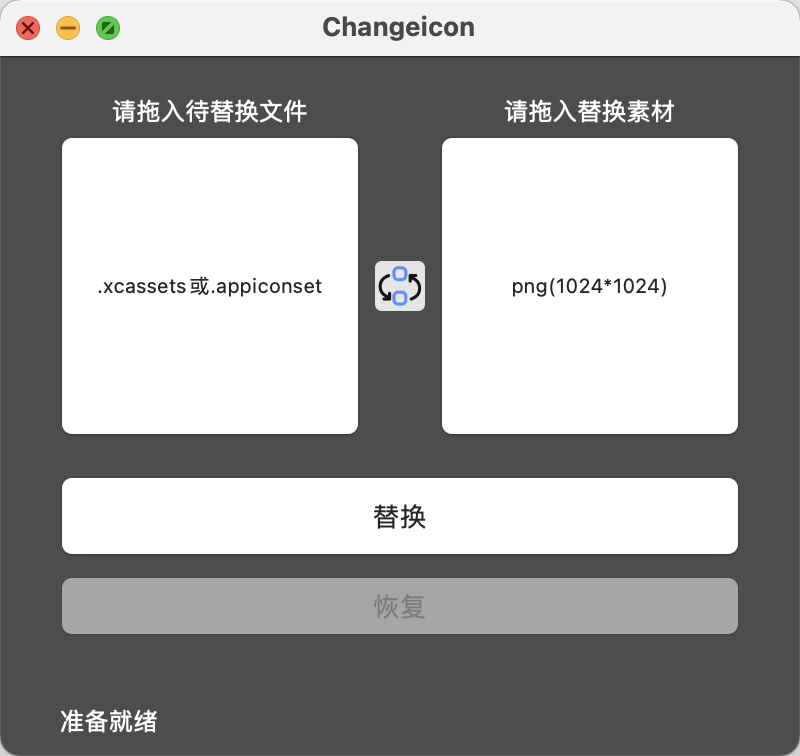 Changeicon
请拖入待替换文件
请拖入替换素材
.xcassets或.appiconset
png(1024*1024)
替换
恢复
准备就绪